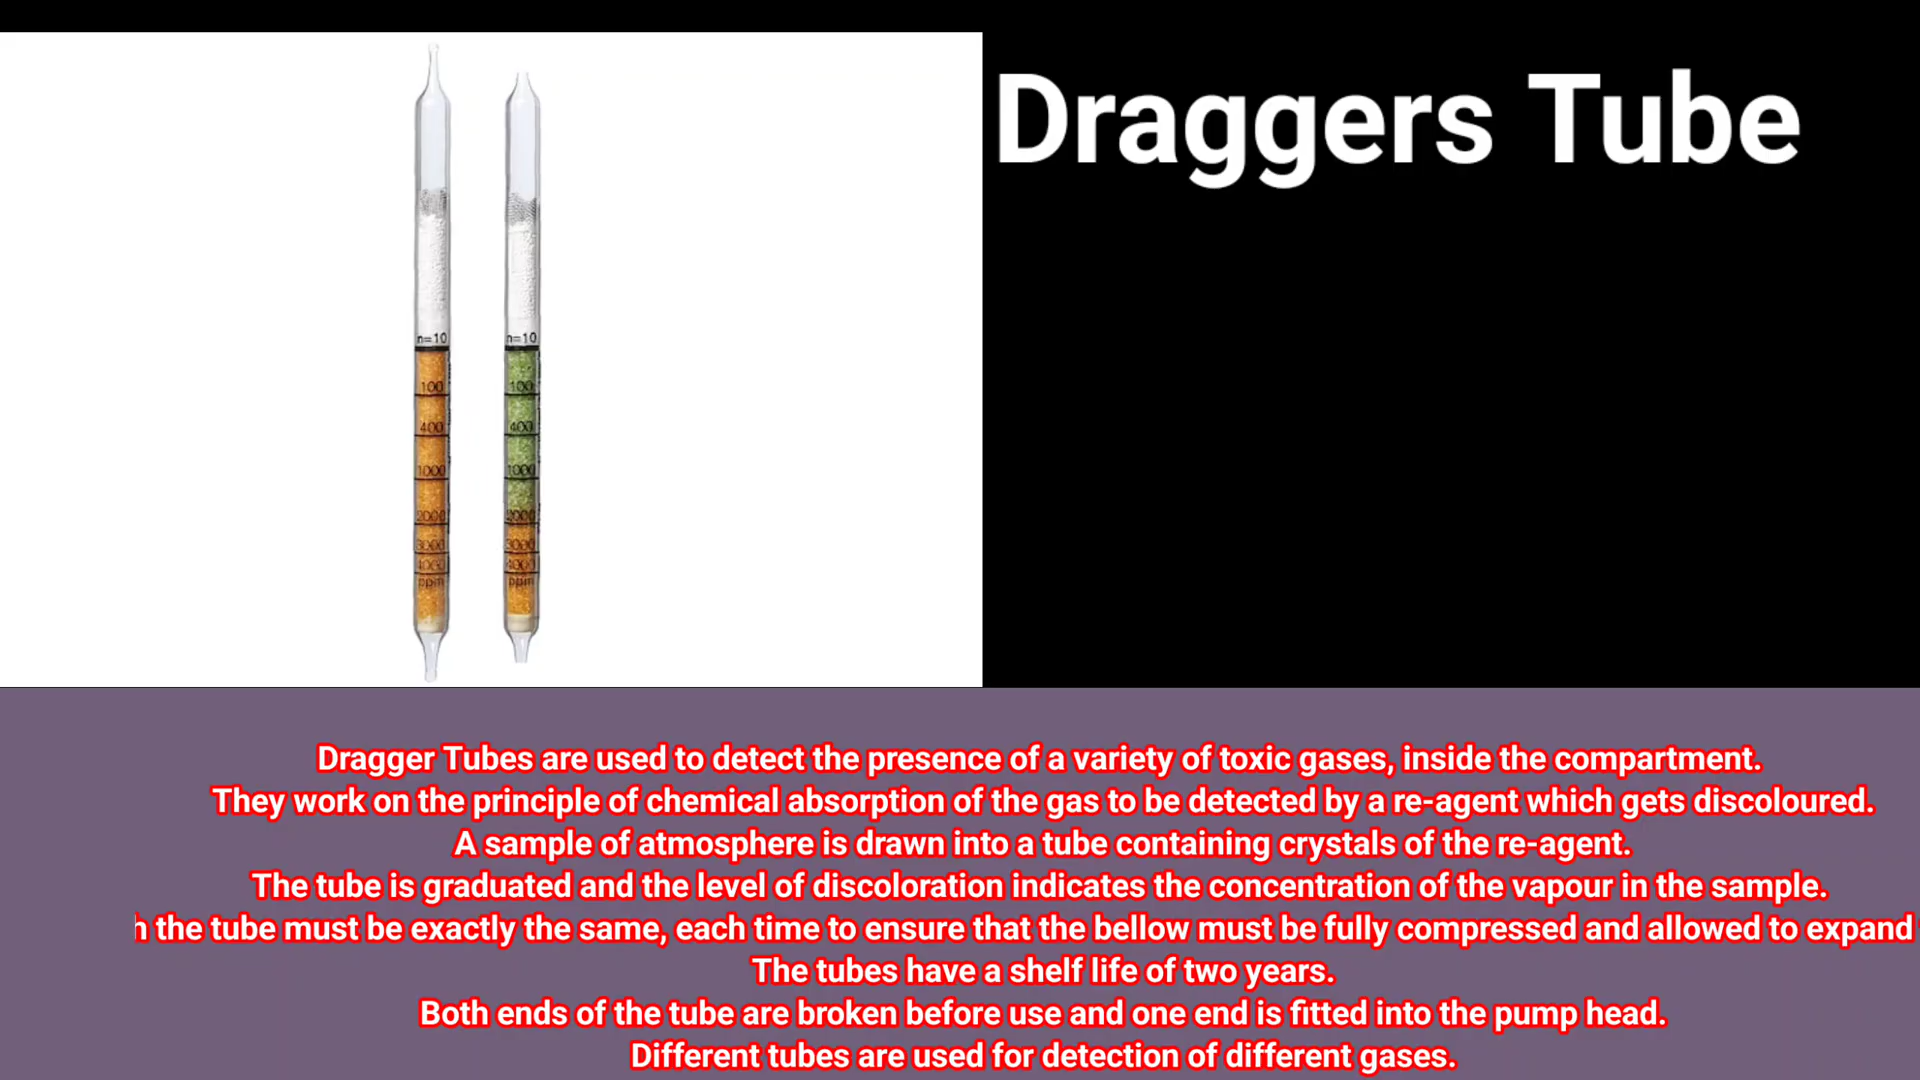 Draggers Tube
n=10
100
400
1000
2000
3000
4000
ppm
n=10
100
400
1000
2000
3000
4000
ppm
Dragger Tubes are used to detect the presence of a variety of toxic gases, inside the compartment.
They work on the principle of chemical absorption of the gas to be detected by a re-agent which gets discoloured.
A sample of atmosphere is drawn into a tube containing crystals of the re-agent.
The tube is graduated and the level of discoloration indicates the concentration of the vapour in the sample.
the tube must be exactly the same, each time to ensure that the bellow must be fully compressed and allowed to expand
The tubes have a shelf life of two years.
Both ends of the tube are broken before use and one end is fitted into the pump head.
Different tubes are used for detection of different gases.